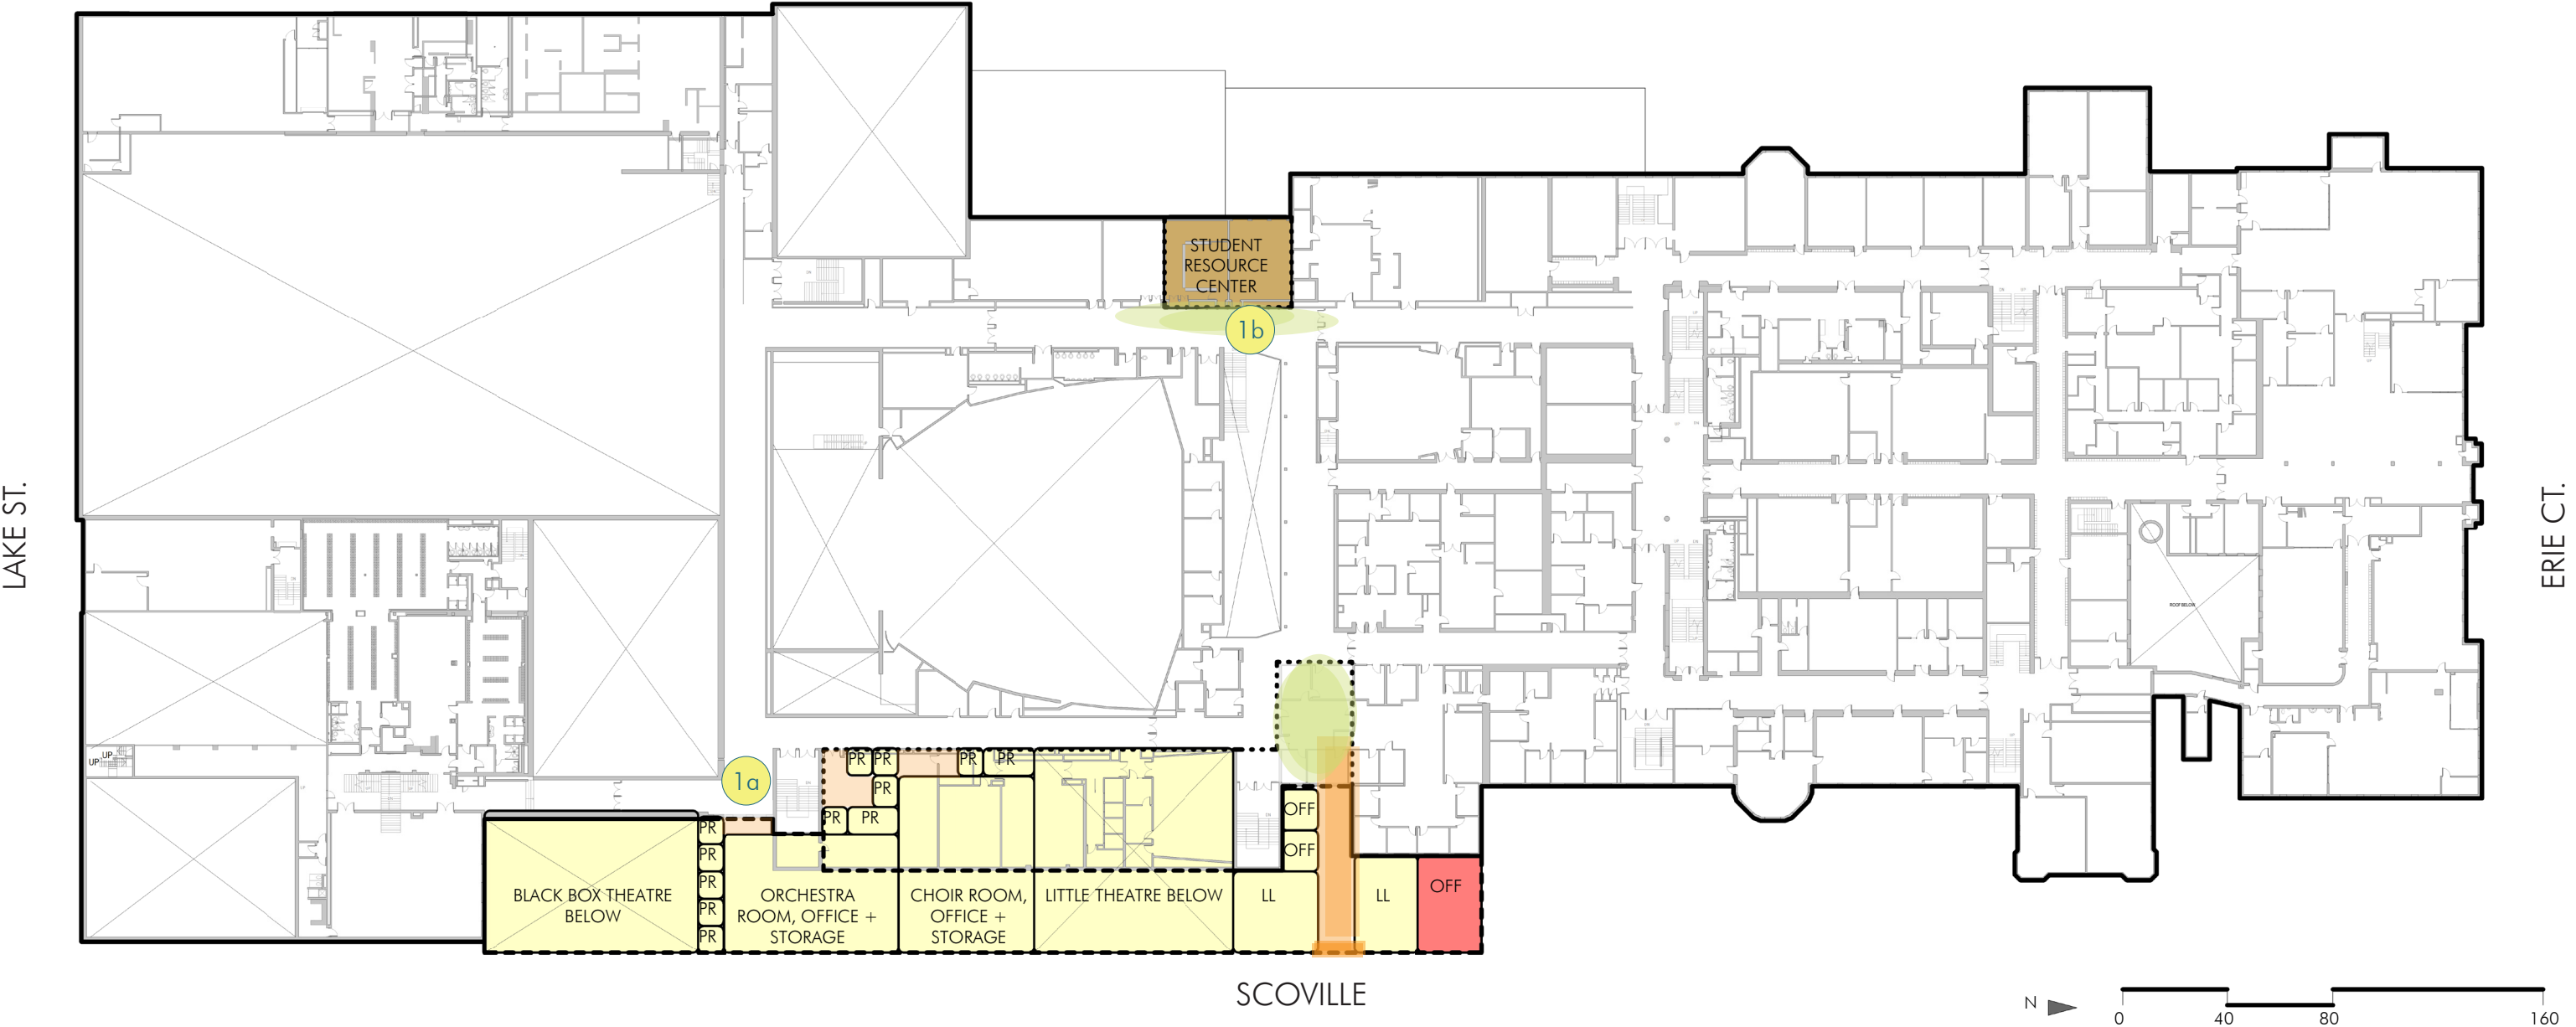 STUDENT
RESOURCE
CENTER
1b
LAKE ST.
ERIE CT.
ROOF BELOW
UP
UP
1a
PR
PR
PR
PR
PR
PR
PR
PR
PR
PR
PR
PR
OFF
OFF
BLACK BOX THEATRE
BELOW
ORCHESTRA
ROOM, OFFICE +
STORAGE
CHOIR ROOM,
OFFICE +
STORAGE
LITTLE THEATRE BELOW
LL
LL
OFF
SCOVILLE
N
0
40
80
160